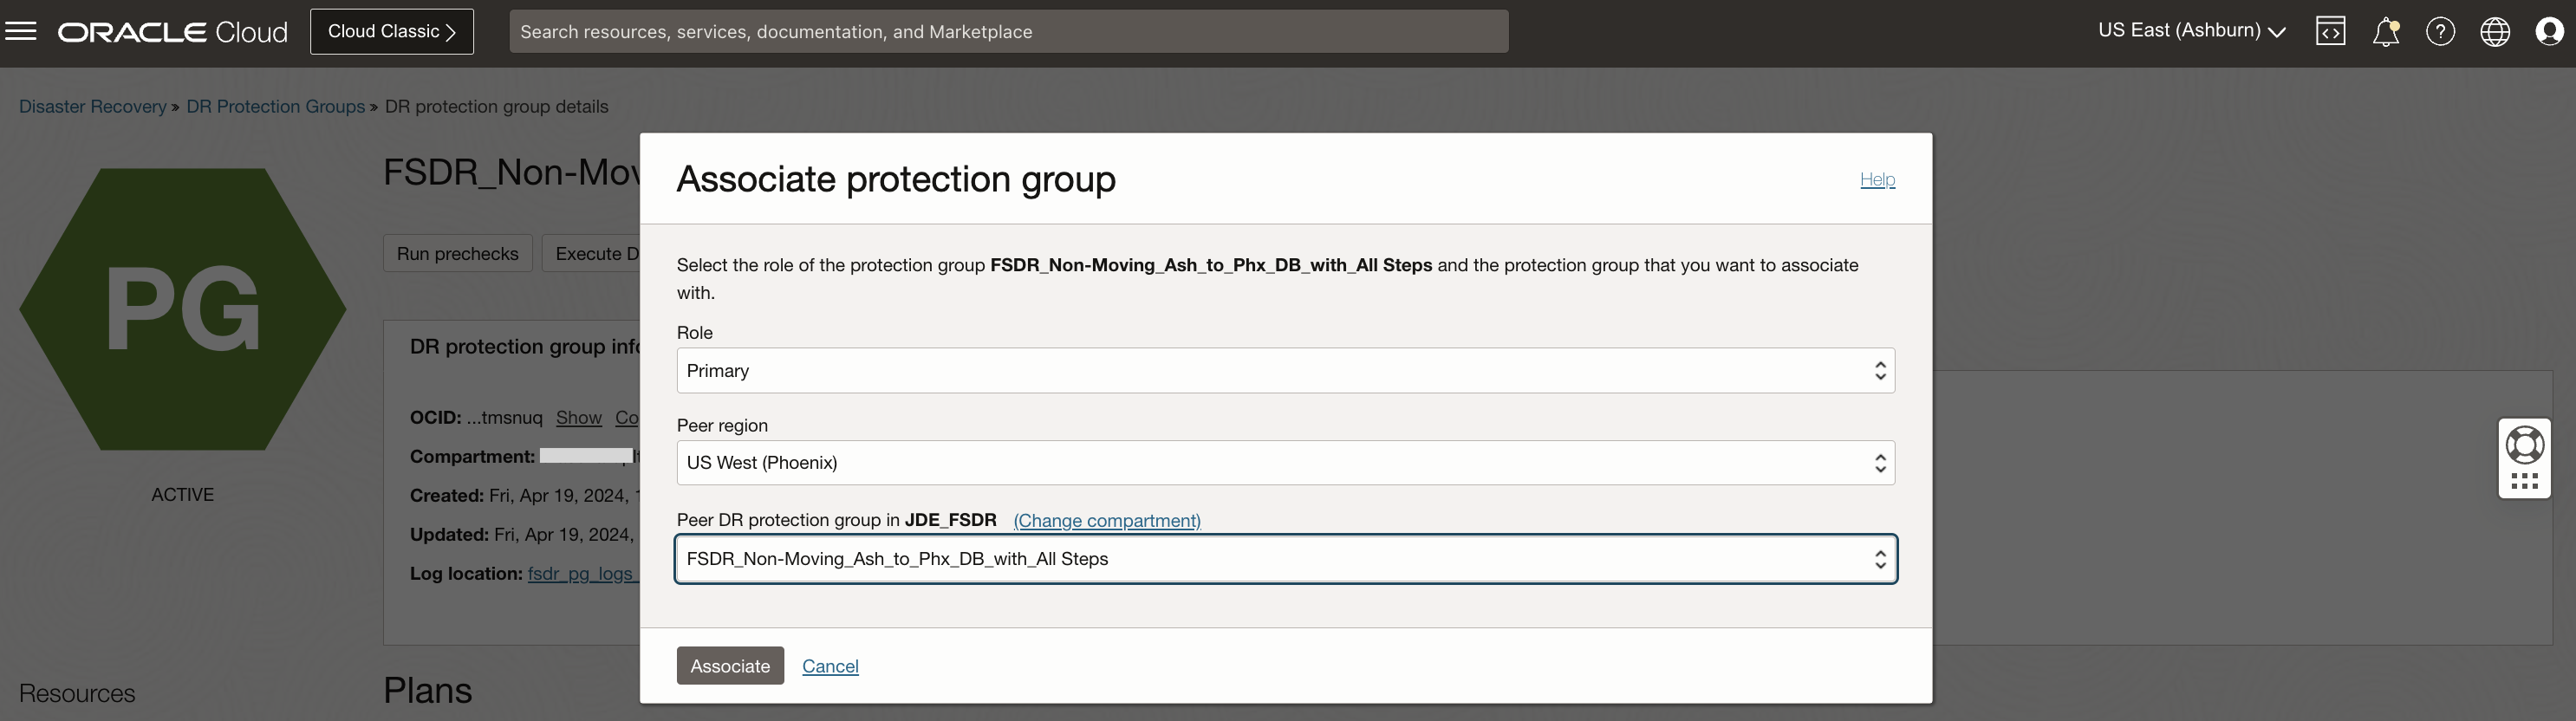 ORACLE Cloud
Cloud Classic
Search resources, services, documentation, and Marketplace
US East (Ashburn)
Disaster Recovery » DR Protection Groups » DR protection group details
PG
ACTIVE
FSDR_Non-Mov
Run prechecks
Execute D
DR protection group info
OCID: ...tmsnuq Show Co
Compartment:
Created: Fri, Apr 19, 2024,
Updated: Fri, Apr 19, 2024,
Log location: fsdr_pg_logs_
Resources
Plans
Associate protection group
Help
Select the role of the protection group FSDR_Non-Moving_Ash_to_Phx_DB_with_All Steps and the protection group that you want to associate
with.
Role
Primary
Peer region
US West (Phoenix)
Peer DR protection group in JDE_FSDR (Change compartment)
FSDR_Non-Moving_Ash_to_Phx_DB_with_All Steps
Associate
Cancel